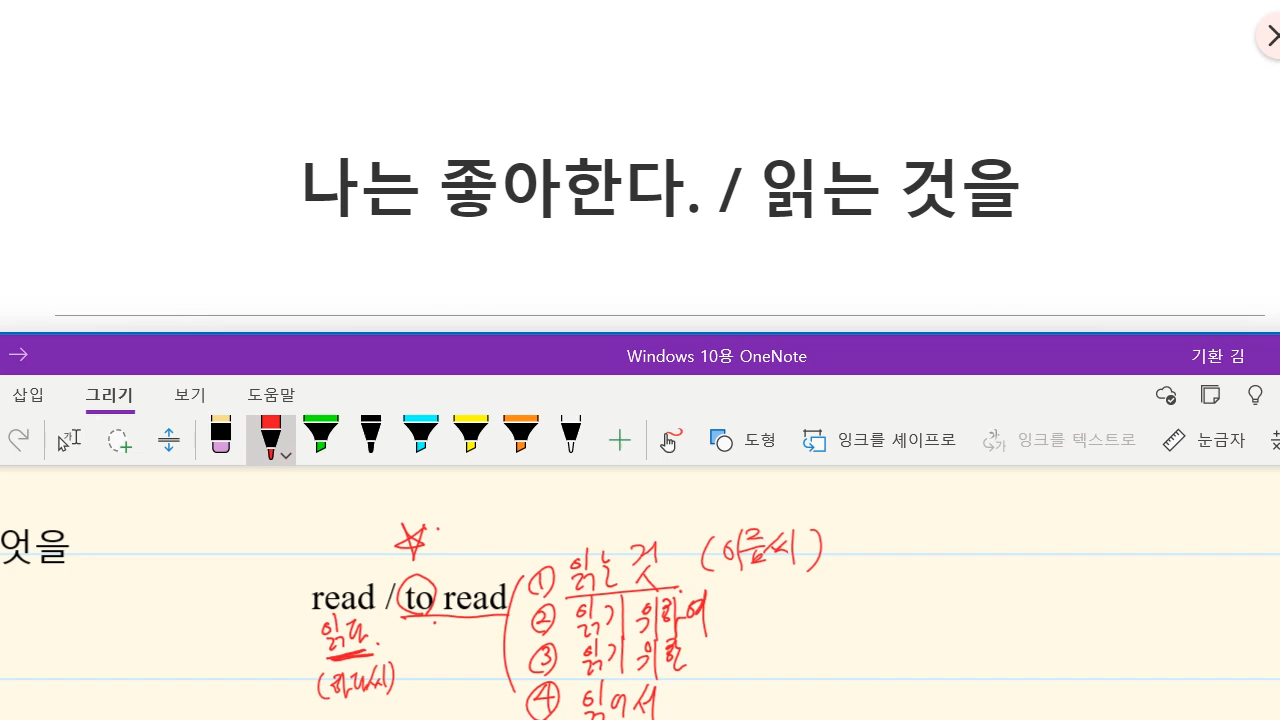 나는 좋아한다. / 읽는 것을
Windows 10용 OneNote
기환 김
삽입 그리기 보기 도움말
도형 잉크를 셰이프로 잉크를 텍스트로 눈금자
엇을
read / to read
① 읽는 것 (이름씨)
② 읽기 위하여
③ 읽기 위한
④ 읽어서
읽다.
(하다씨)